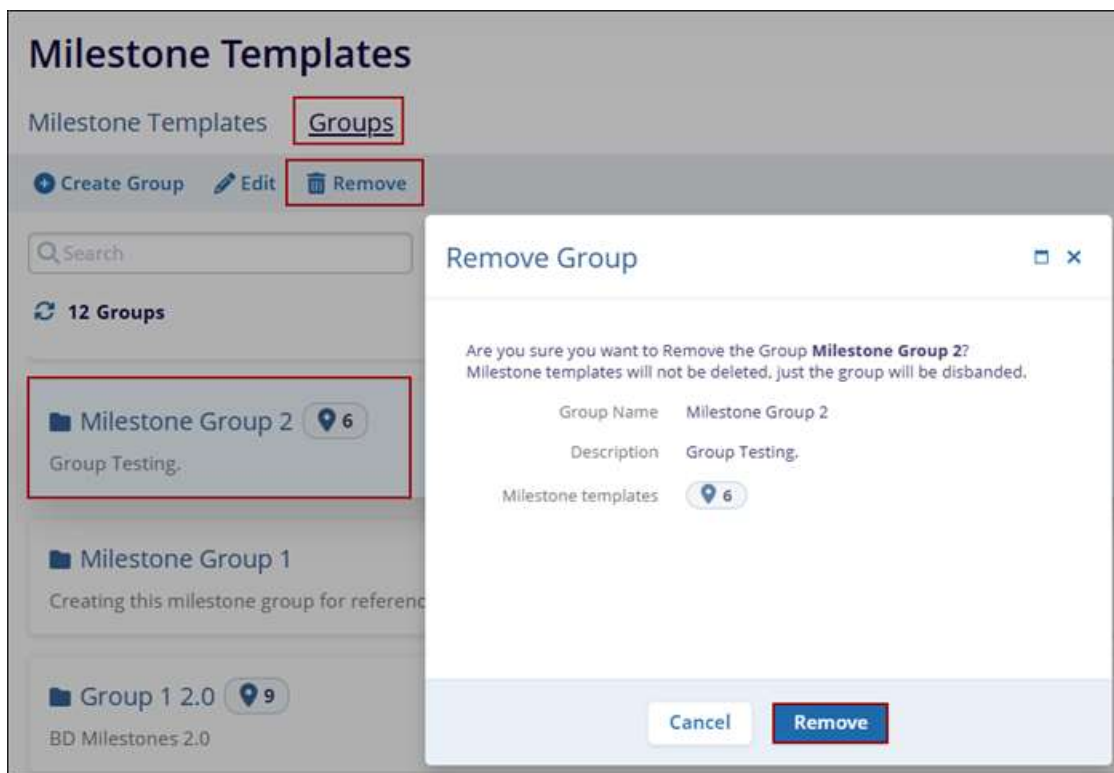 Milestone Templates
Milestone Templates Groups
Create Group Edit Remove
Search
12 Groups
Milestone Group 2 6
Group Testing.
Milestone Group 1
Creating this milestone group for referenc
Group 1 2.0 9
BD Milestones 2.0
Remove Group
Are you sure you want to Remove the Group Milestone Group 2?
Milestone templates will not be deleted, just the group will be disbanded.
Group Name Milestone Group 2
Description Group Testing.
Milestone templates 6
Cancel Remove